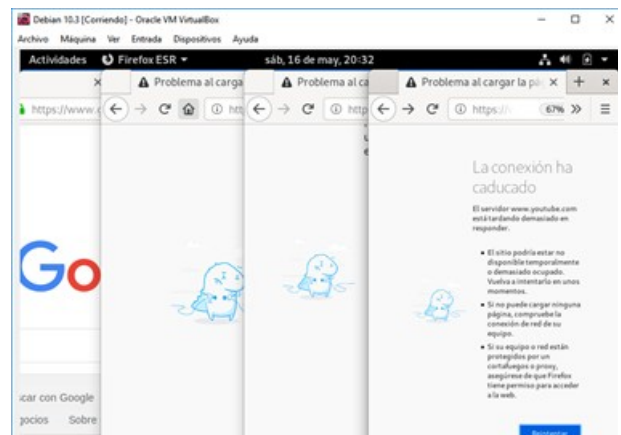 Debian 10.3 [Corriendo] - Oracle VM VirtualBox
Archivo Máquina Ver Entrada Dispositivos Ayuda
Actividades Firefox ESR sáb, 16 de may, 20:32
Problema al carga
Problema al ca
Problema al cargar la pá
https://www.
htt
http
https://
67%
Go
scar con Google
gocios Sobre
La conexión ha
caducado
El servidor www.youtube.com
está tardando demasiado en
responder.
El sitio podría estar no
disponible temporalmente
o demasiado ocupado.
Vuelva a intentarlo en unos
momentos.
Si no puede cargar ninguna
página, compruebe la
conexión de red de su
equipo.
Si su equipo o red están
protegidos por un
cortafuegos o proxy,
asegúrese de que Firefox
tiene permiso para acceder
a la web.
Reintentar